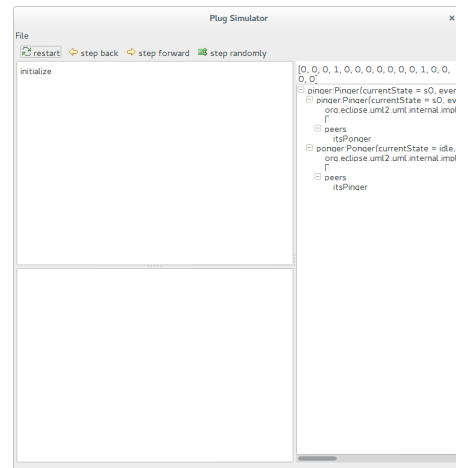 Plug Simulator
File
restart step back step forward step randomly
initialize
[0, 0, 0, 1, 0, 0, 0, 0, 0, 0, 0, 1, 0, 0,
0, 0]
pinger:Pinger(currentState = s0, ever
pinger:Pinger(currentState = s0, ev
org.eclipse.uml2.uml.internal.impl
[]
peers
itsPonger
ponger:Ponger(currentState = idle,
org.eclipse.uml2.uml.internal.impl
[]
peers
itsPinger